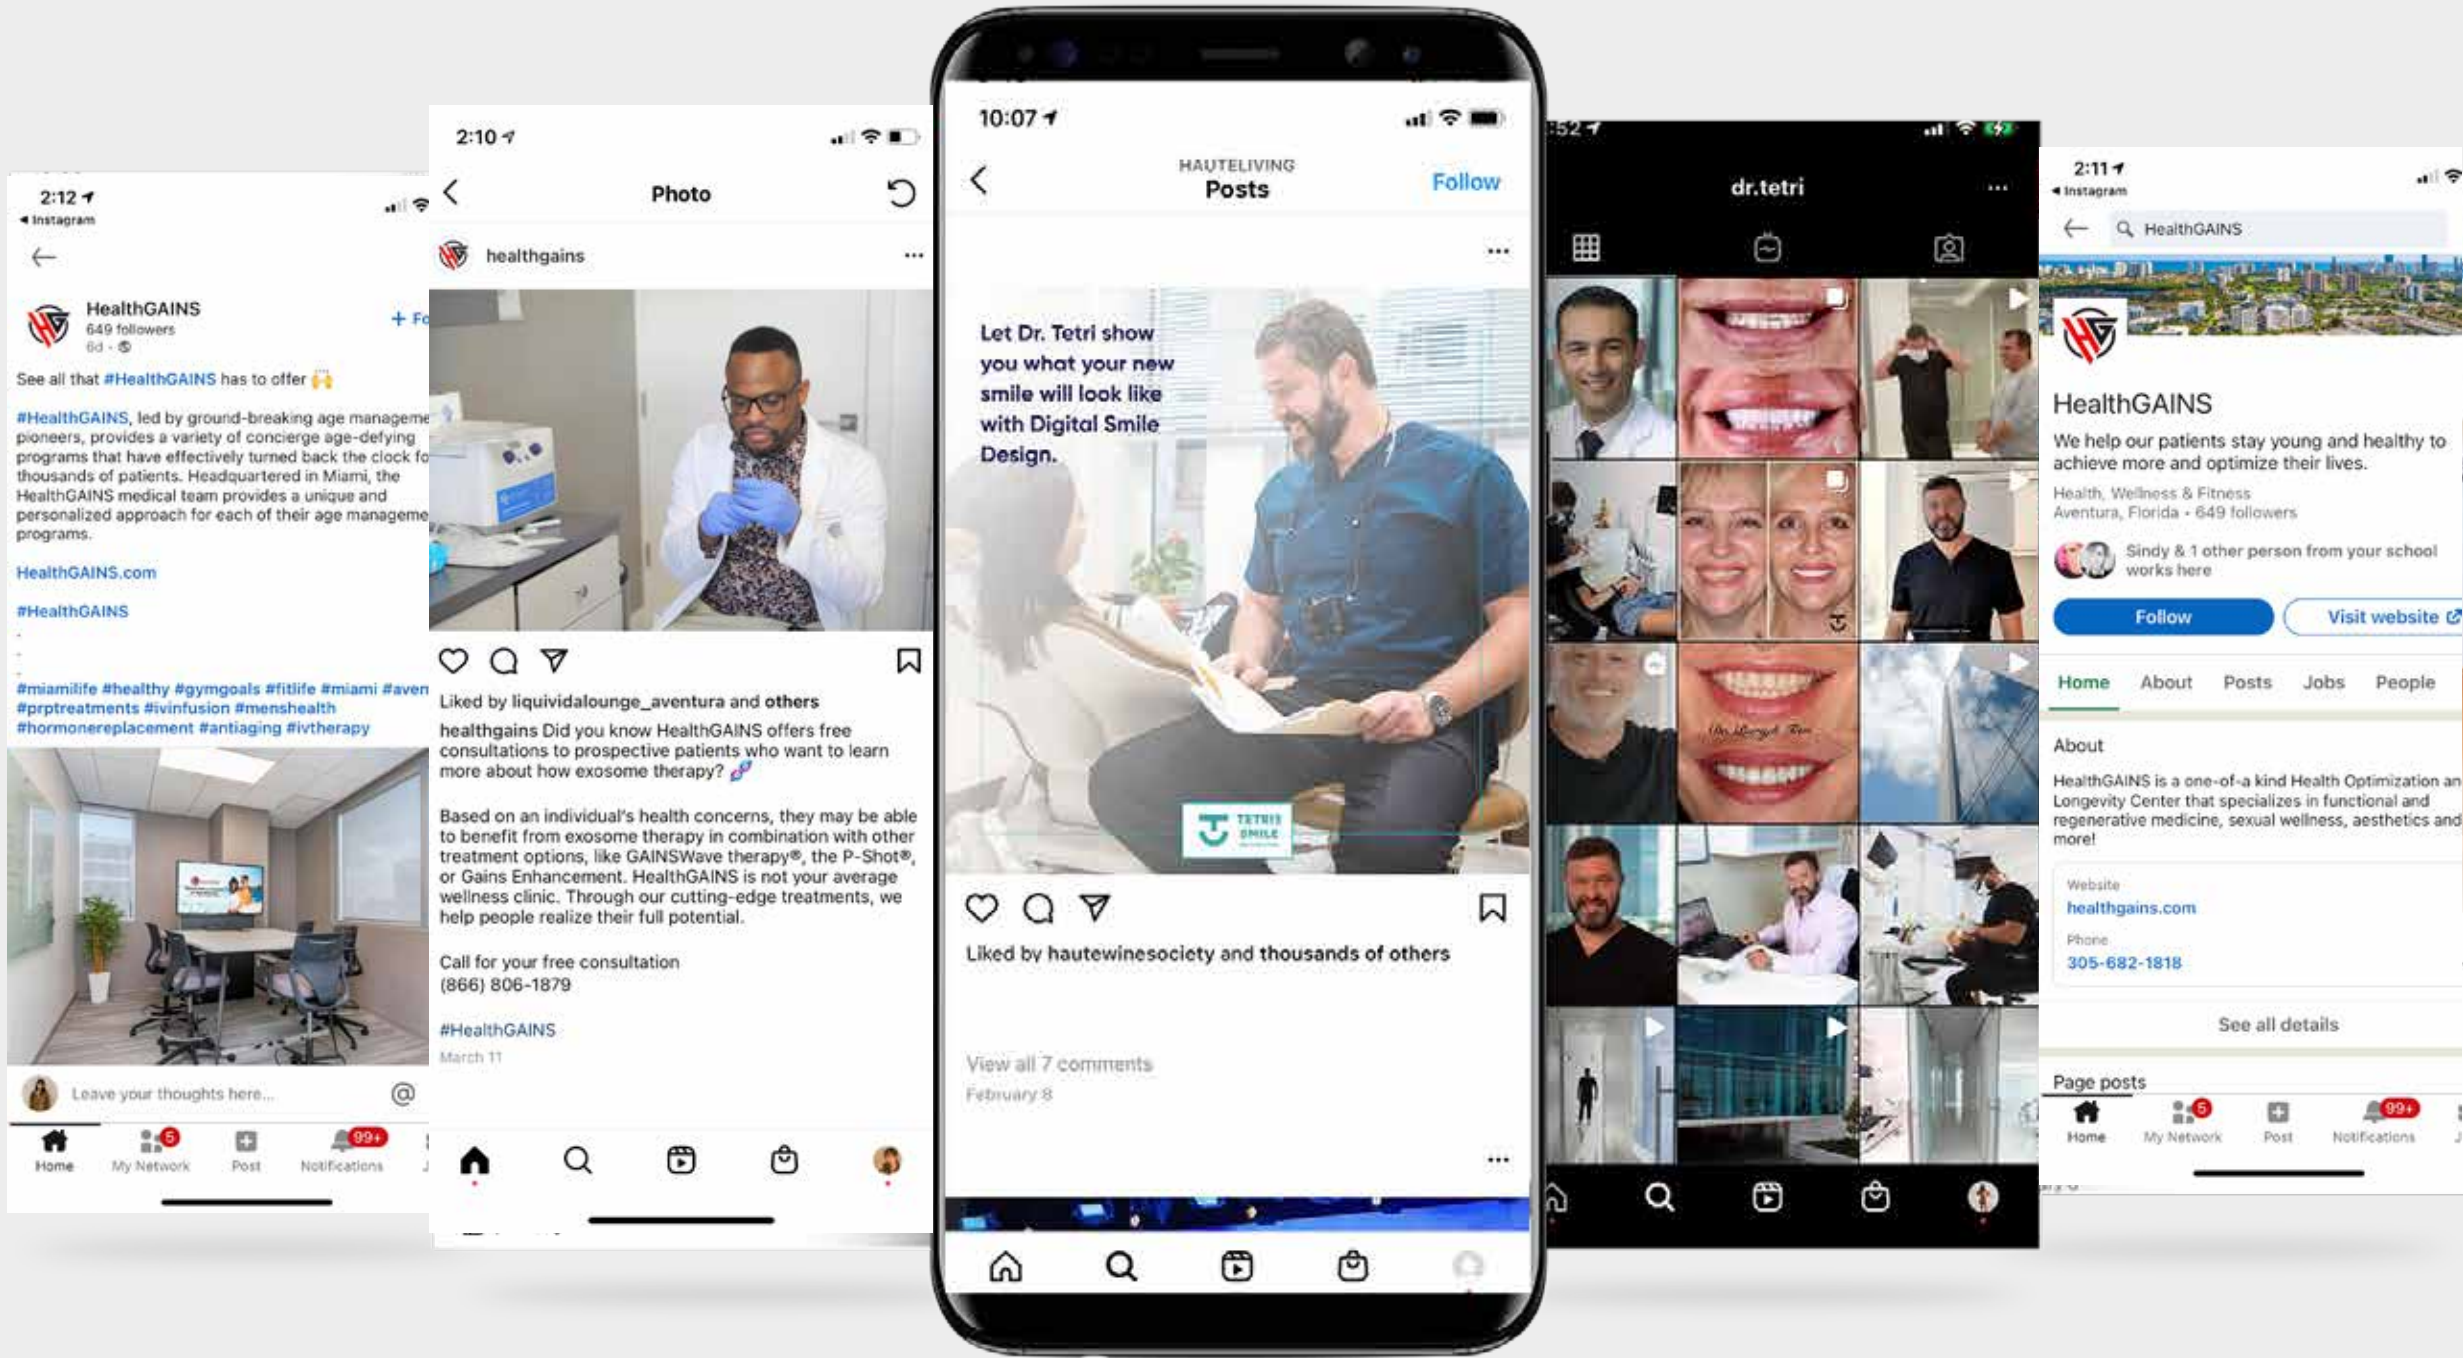 2:12
Instagram
HealthGAINS
649 followers
6d
+ Fo
See all that #HealthGAINS has to offer
#HealthGAINS, led by ground-breaking age manageme
pioneers, provides a variety of concierge age-defying
programs that have effectively turned back the clock fo
thousands of patients. Headquartered in Miami, the
HealthGAINS medical team provides a unique and
personalized approach for each of their age manageme
programs.
HealthGAINS.com
#HealthGAINS
#miamilife #healthy #gymgoals #fitlife #miami #aven
#prptreatments #ivinfusion #menshealth
#hormonereplacement #antiaging #ivtherapy
Leave your thoughts here...
@
5
99+
Home My Network Post Notifications
2:10
Photo
healthgains
Liked by liquividalounge_aventura and others
healthgains Did you know HealthGAINS offers free
consultations to prospective patients who want to learn
more about how exosome therapy?
Based on an individual's health concerns, they may be able
to benefit from exosome therapy in combination with other
treatment options, like GAINSWave therapy®, the P-Shot®,
or Gains Enhancement. HealthGAINS is not your average
wellness clinic. Through our cutting-edge treatments, we
help people realize their full potential.
Call for your free consultation
(866) 806-1879
#HealthGAINS
March 11
10:07
HAUTELIVING
Posts
Follow
Let Dr. Tetri show
you what your new
smile will look like
with Digital Smile
Design.
TETRIS
SMILE
Liked by hautewinesociety and thousands of others
View all 7 comments
February 8
:52
dr.tetri
2:11
Instagram
HealthGAINS
HG
HealthGAINS
We help our patients stay young and healthy to
achieve more and optimize their lives.
Health, Wellness & Fitness
Aventura, Florida • 649 followers
Sindy & 1 other person from your school
works here
Follow
Visit website
Home About Posts Jobs People
About
HealthGAINS is a one-of-a kind Health Optimization an
Longevity Center that specializes in functional and
regenerative medicine, sexual wellness, aesthetics and
more!
Website
healthgains.com
Phone
305-682-1818
See all details
Page posts
5
99+
Home My Network Post Notifications